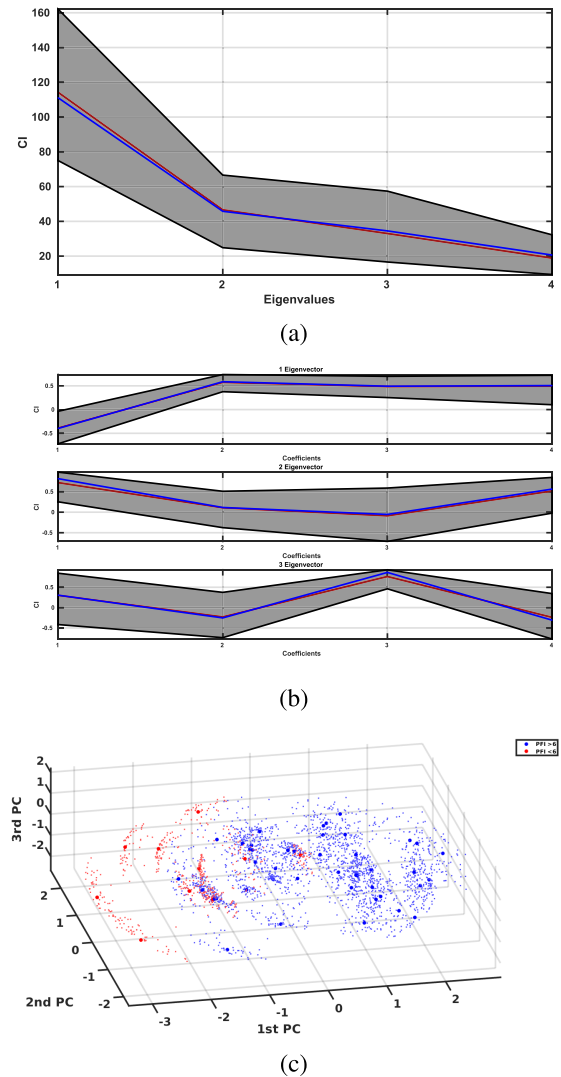 160
140
120
100
80
60
40
20
CI
1 2 3 4
Eigenvalues
(a)
1 Eigenvector
0.5
0
-0.5
CI
1 2 3 4
Coefficients
2 Eigenvector
0.5
0
-0.5
CI
1 2 3 4
Coefficients
3 Eigenvector
0.5
0
-0.5
CI
1 2 3 4
Coefficients
(b)
PFI >6
PFI <6
2
1
0
-1
-2
3rd PC
2
1
0
-1
-2
2nd PC
-3 -2 -1 0 1 2
1st PC
(c)